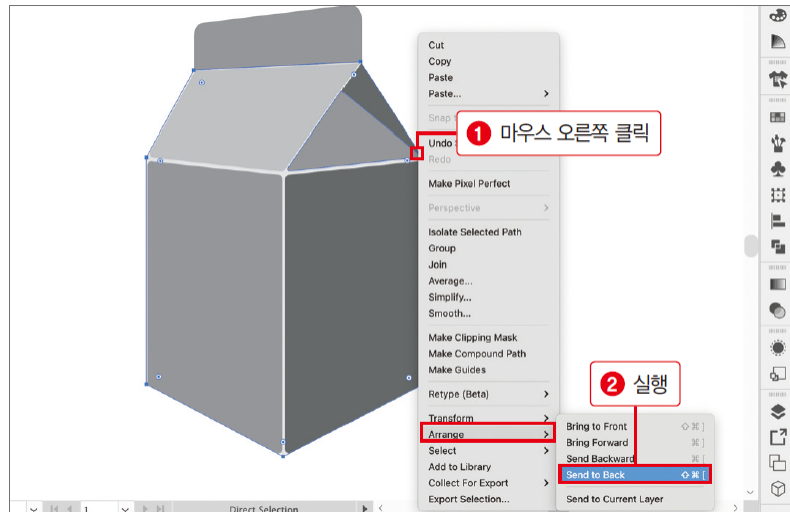 Cut
Copy
Paste
Paste... >
Snap
❶ 마우스 오른쪽 클릭
Undo
Redo
Make Pixel Perfect
Perspective >
Isolate Selected Path
Group
Join
Average...
Simplify...
Smooth...
Make Clipping Mask
Make Compound Path
Make Guides
❷ 실행
Retype (Beta) >
Transform >
Arrange >
Select >
Add to Library
Collect For Export >
Export Selection...
Bring to Front ⇧⌘]
Bring Forward ⌘]
Send Backward ⌘[
Send to Back ⇧⌘[
Send to Current Layer
1
Direct Selection